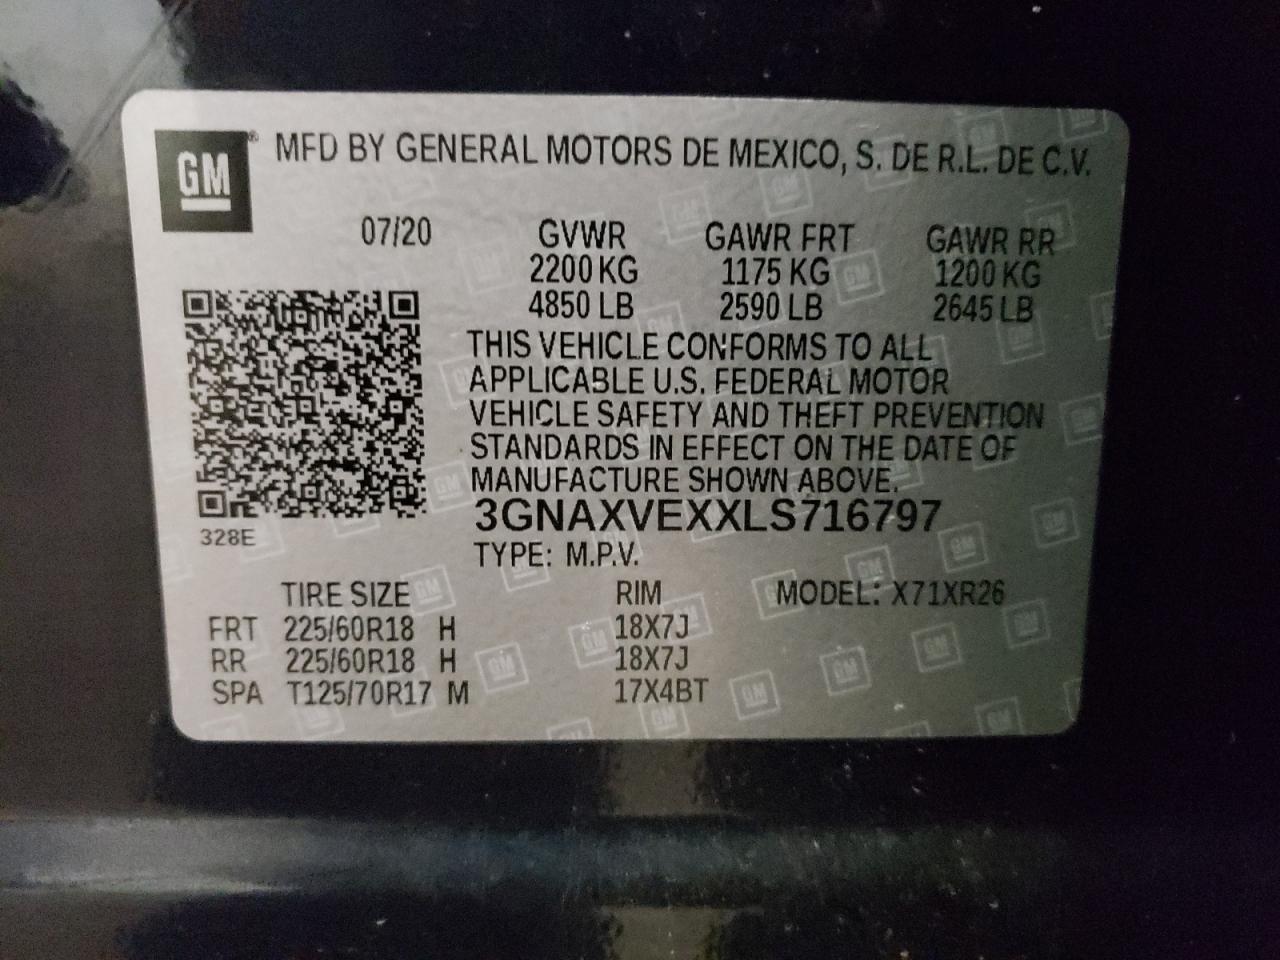 GM ® MFD BY GENERAL MOTORS DE MEXICO, S. DE R.L. DE C.V.
07/20 GVWR GAWR FRT GAWR RR
2200 KG 1175 KG 1200 KG
4850 LB 2590 LB 2645 LB
THIS VEHICLE CONFORMS TO ALL
APPLICABLE U.S. FEDERAL MOTOR
VEHICLE SAFETY AND THEFT PREVENTION
STANDARDS IN EFFECT ON THE DATE OF
MANUFACTURE SHOWN ABOVE.
3GNAXVEXXLS716797
328E
TYPE: M.P.V.
TIRE SIZE RIM MODEL: X71XR26
FRT 225/60R18 H 18X7J
RR 225/60R18 H 18X7J
SPA T125/70R17 M 17X4BT